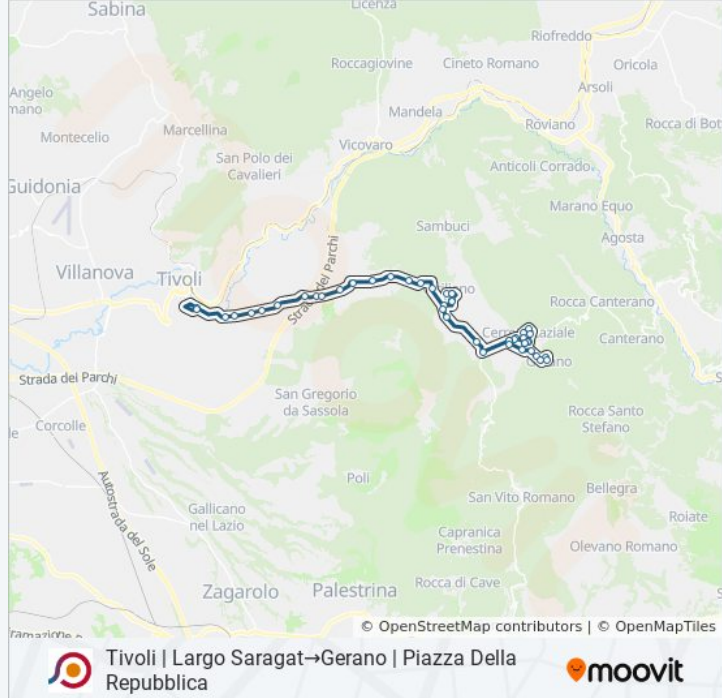 Sabina
Licenza
Riofreddo
Roccagiovine
Cineto Romano
Oricola
Arsoli
Angelo
mano
Mandela
Marcellina
Roviano
Rocca di Bot
Montecelio
Vicovaro
San Polo dei
Cavalieri
Anticoli Corrado
Guidonia
Marano Equo
Sambuci
Agosta
Strada dei Parchi
Villanova
Tivoli
Rocca Canterano
Canterano
Strada dei Parchi
San Gregorio
da Sassola
Rocca Santo
Stefano
Corcolle
Poli
Bellegra
San Vito Romano
Roiate
Autostrada del Sole
Gallicano
nel Lazio
Capranica
Prenestina
Olevano Romano
Zagarolo
Palestrina
Rocca di Cave
© OpenStreetMap contributors | © OpenMapTiles
Tivoli | Largo Saragat→Gerano | Piazza Della
Repubblica
moovit